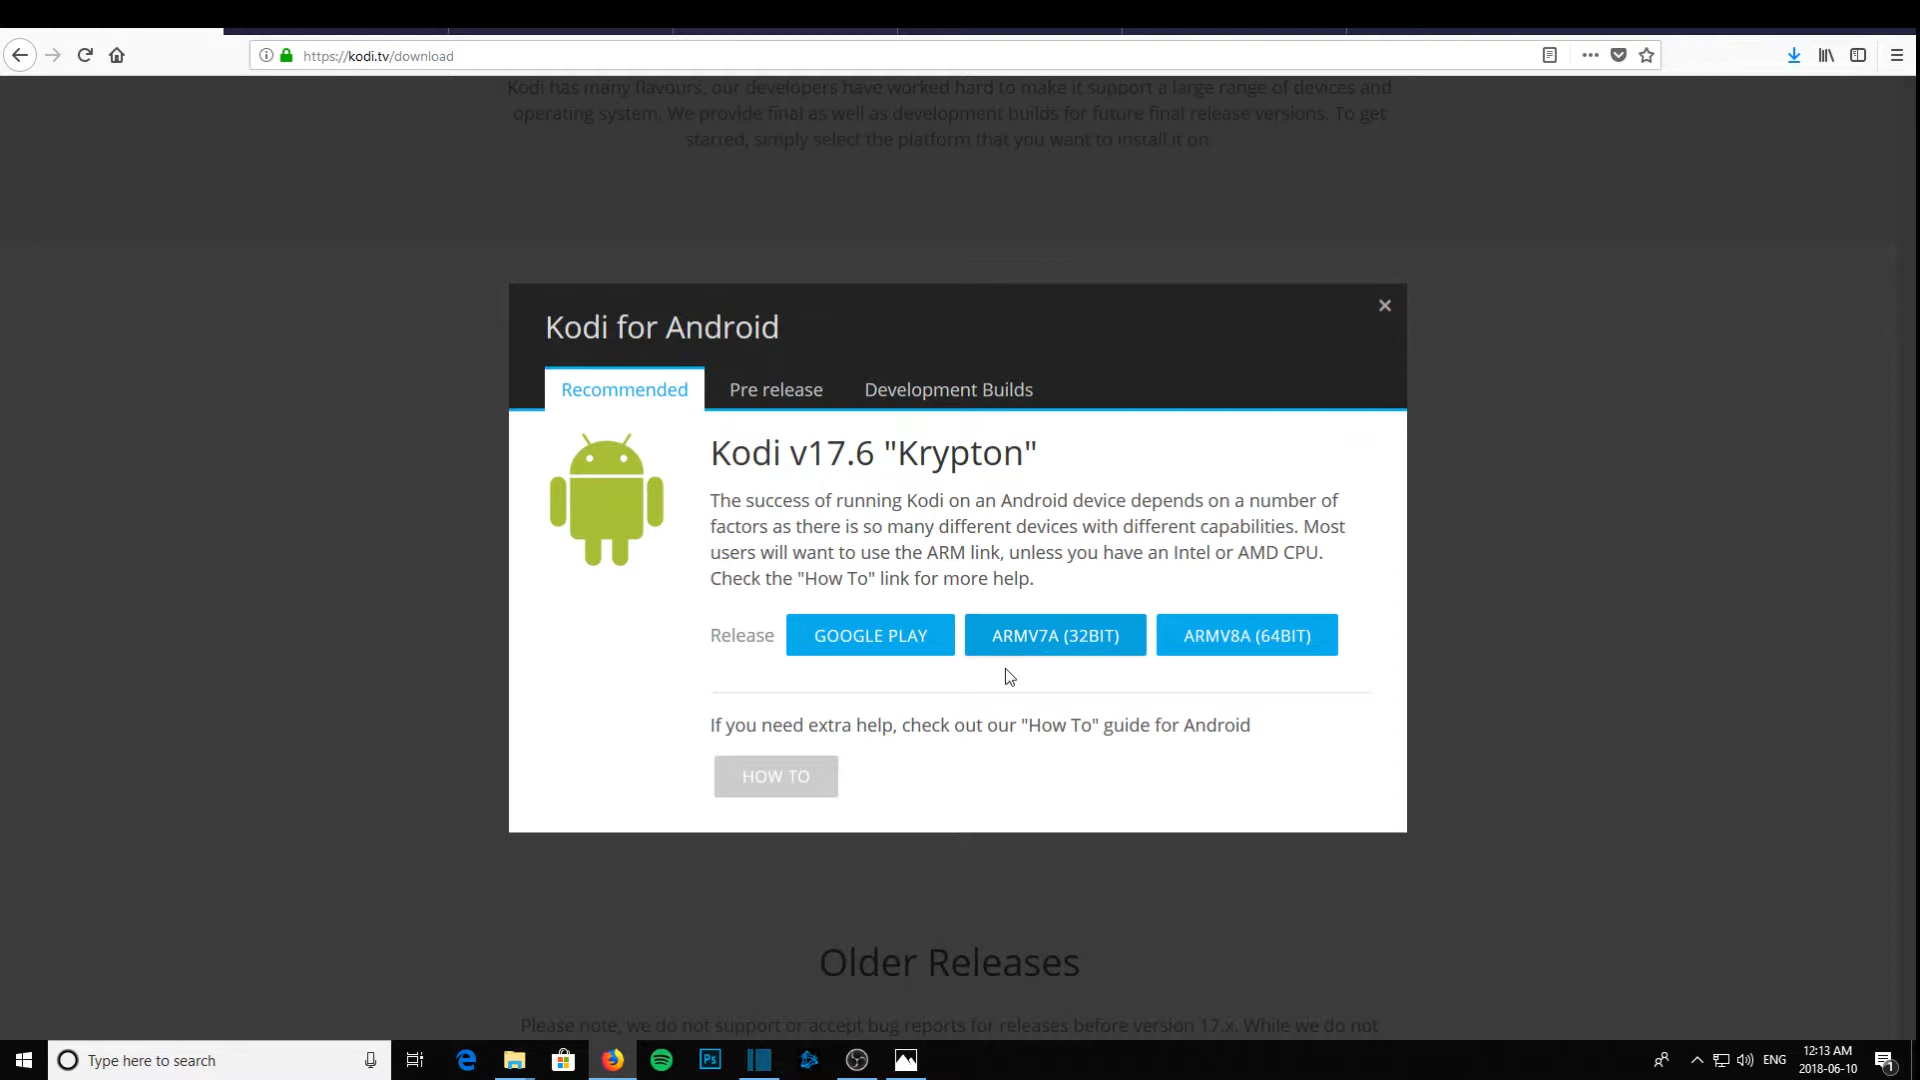 https://kodi.tv/download
Kodi has many flavours, our developers have worked hard to make it support a large range of devices and
operating system. We provide final as well as development builds for future final release versions. To get
started, simply select the platform that you want to install it on.
Kodi for Android
×
Recommended
Pre release
Development Builds
Kodi v17.6 "Krypton"
The success of running Kodi on an Android device depends on a number of
factors as there is so many different devices with different capabilities. Most
users will want to use the ARM link, unless you have an Intel or AMD CPU.
Check the "How To" link for more help.
Release
GOOGLE PLAY
ARMV7A (32BIT)
ARMV8A (64BIT)
If you need extra help, check out our "How To" guide for Android
HOW TO
Older Releases
Please note, we do not support or accept bug reports for releases before version 17.x. While we do not
Type here to search
Ps
ENG
12:13 AM
2018-06-10
1